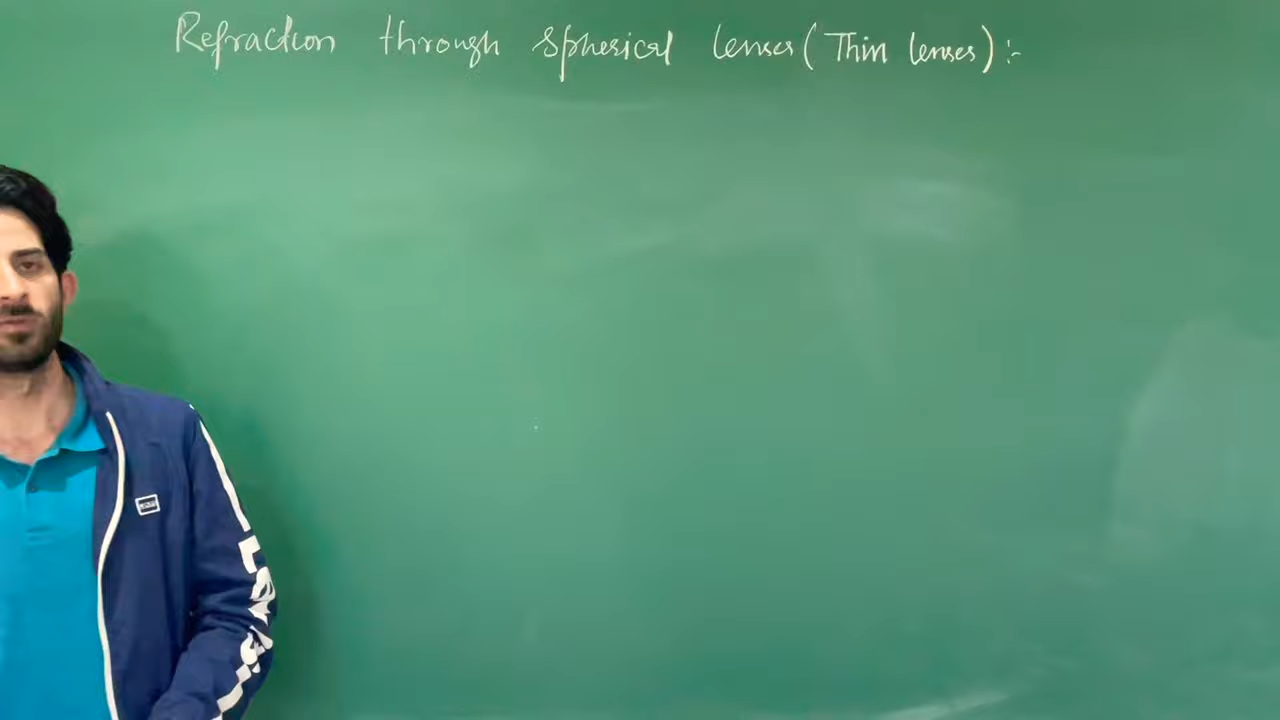 Refraction through spherical lenses (Thin lenses) :-